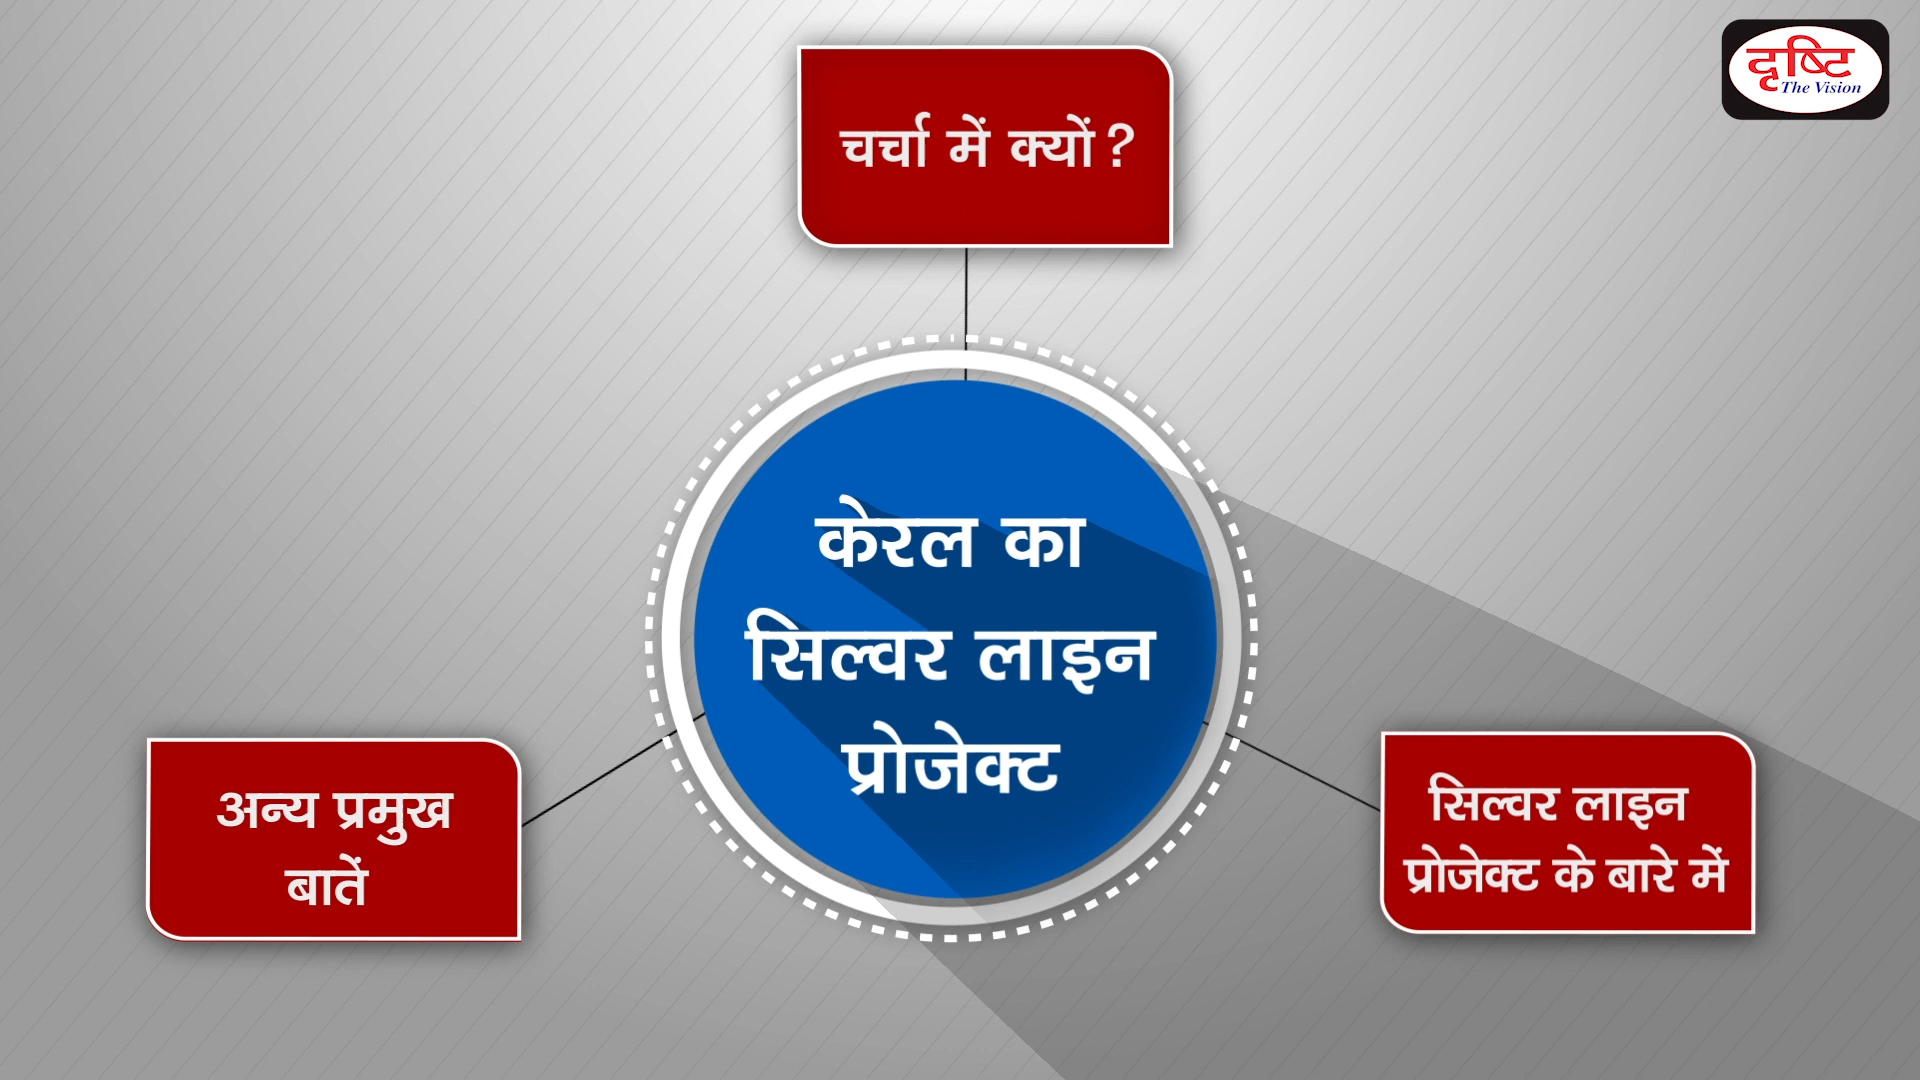 दृष्टि
The Vision
चर्चा में क्यों ?
केरल का
सिल्वर लाइन
प्रोजेक्ट
अन्य प्रमुख
बातें
सिल्वर लाइन
प्रोजेक्ट के बारे में